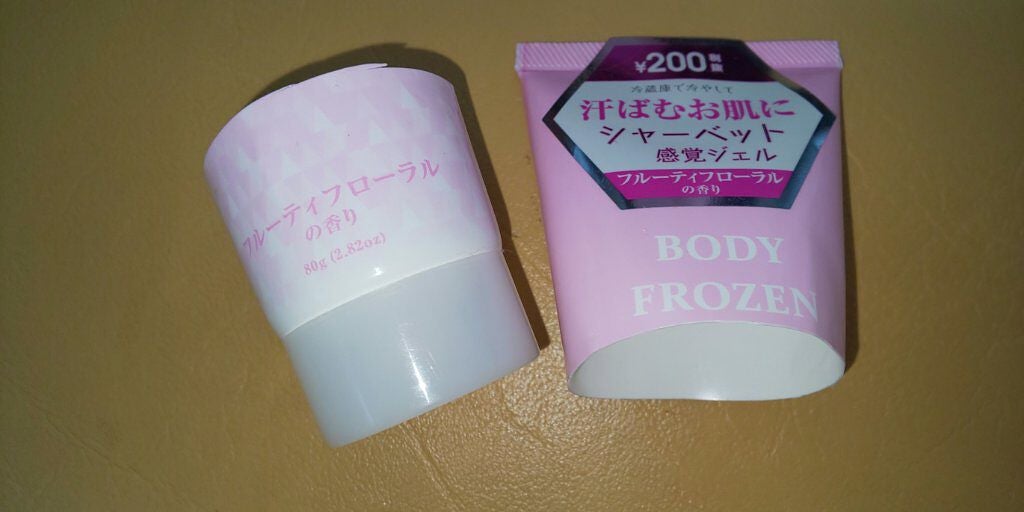 フルーティフローラル
の香り
80g (2.82oz)
¥200 税抜
冷蔵庫で冷やして
汗ばむお肌に
シャーベット
感覚ジェル
フルーティフローラル
の香り
BODY
FROZEN